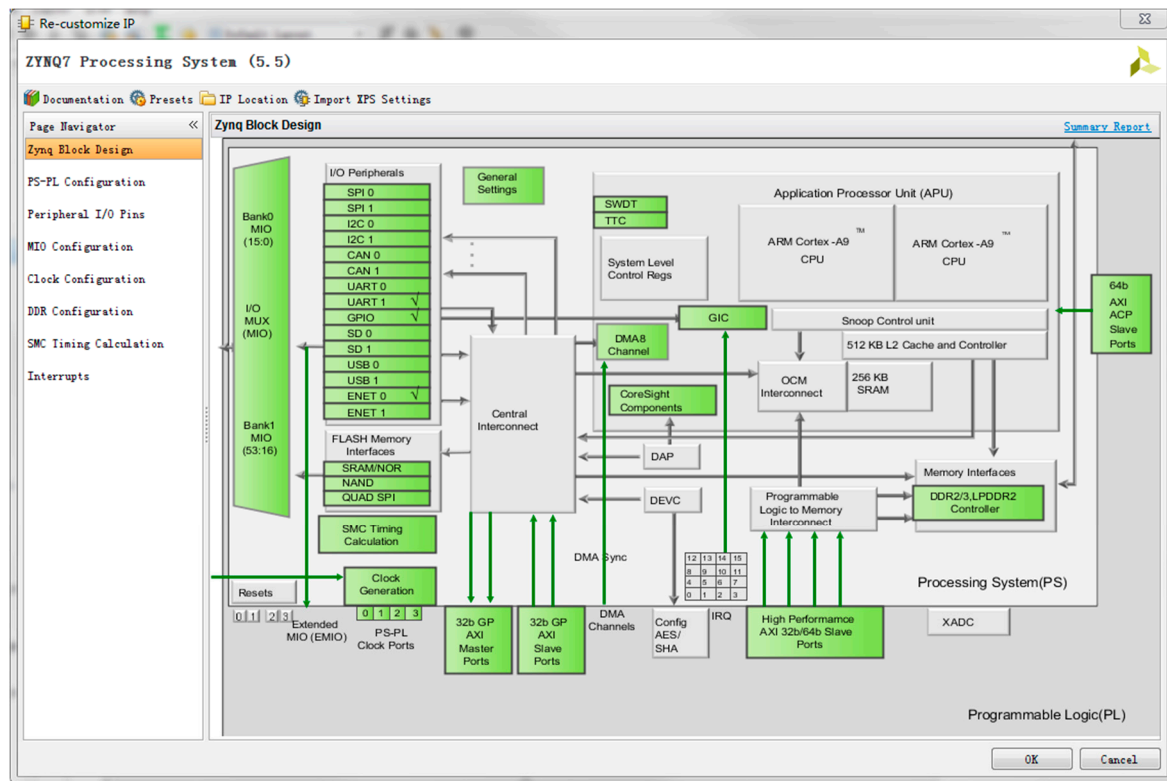 Re-customize IP
ZYNQ7 Processing System (5.5)
Documentation Presets IP Location Import XPS Settings
Page Navigator «
Zynq Block Design
PS-PL Configuration
Peripheral I/O Pins
MIO Configuration
Clock Configuration
DDR Configuration
SMC Timing Calculation
Interrupts
Zynq Block Design
Summary Report
Bank0
MIO
(15:0)
I/O
MUX
(MIO)
Bank1
MIO
(53:16)
I/O Peripherals
SPI 0
SPI 1
I2C 0
I2C 1
CAN 0
CAN 1
UART 0
UART 1 √
GPIO √
SD 0
SD 1
USB 0
USB 1
ENET 0 √
ENET 1
FLASH Memory
Interfaces
SRAM/NOR
NAND
QUAD SPI
SMC Timing
Calculation
General
Settings
Application Processor Unit (APU)
SWDT
TTC
System Level
Control Regs
ARM Cortex -A9 ™
CPU
ARM Cortex -A9 ™
CPU
GIC
Snoop Control unit
512 KB L2 Cache and Controller
DMA8
Channel
OCM
Interconnect
256 KB
SRAM
CoreSight
Components
Central
Interconnect
DAP
DEVC
Programmable
Logic to Memory
Interconnect
Memory Interfaces
DDR2/3,LPDDR2
Controller
64b
AXI
ACP
Slave
Ports
DMA Sync
12 13 14 15
8 9 10 11
4 5 6 7
0 1 2 3
Processing System(PS)
Resets
Clock
Generation
0 1 2 3
Extended
MIO (EMIO)
0 1 2 3
PS-PL
Clock Ports
32b GP
AXI
Master
Ports
32b GP
AXI
Slave
Ports
DMA
Channels
Config
AES/
SHA
IRQ
High Performamce
AXI 32b/64b Slave
Ports
XADC
Programmable Logic(PL)
OK
Cancel